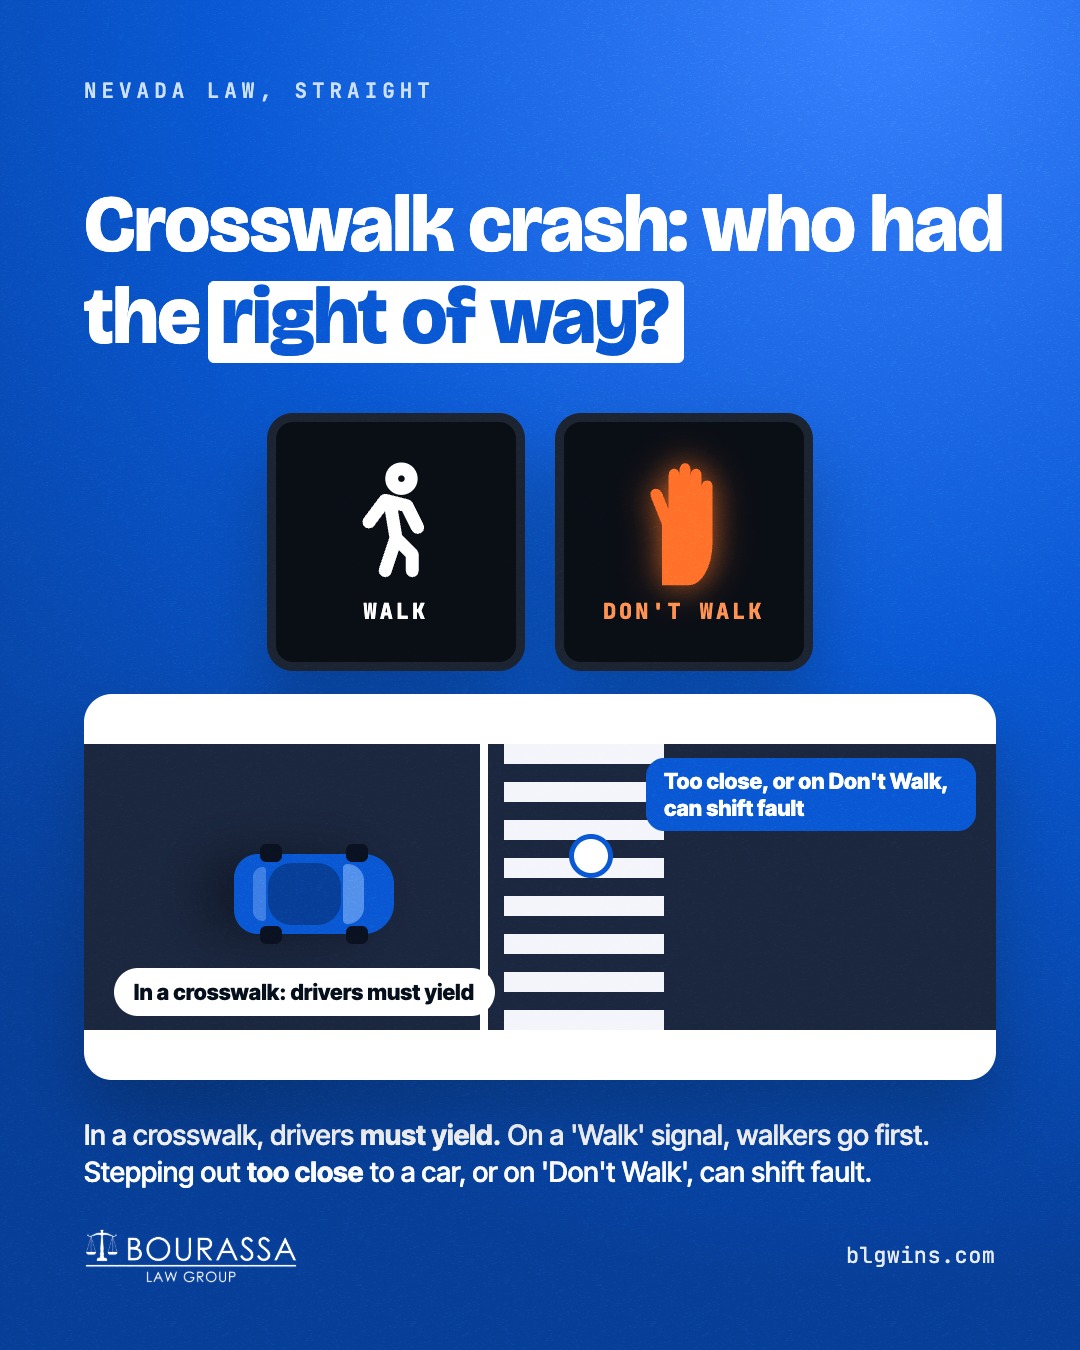 NEVADA LAW, STRAIGHT
Crosswalk crash: who had
the right of way?
WALK
DON'T WALK
Too close, or on Don't Walk,
can shift fault
In a crosswalk: drivers must yield
In a crosswalk, drivers must yield. On a 'Walk' signal, walkers go first.
Stepping out too close to a car, or on 'Don't Walk', can shift fault.
BOURASSA
LAW GROUP
blgwins.com